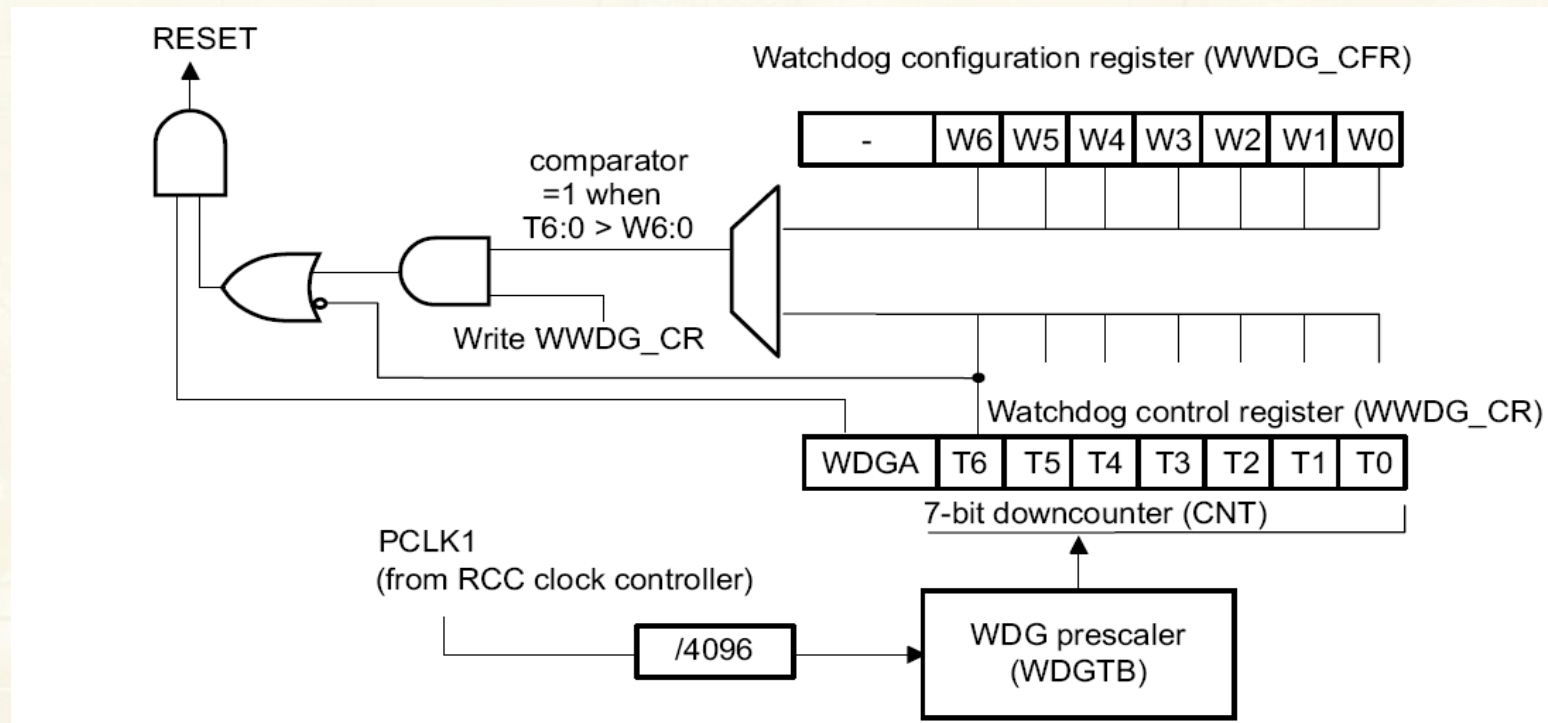 RESET
Watchdog configuration register (WWDG_CFR)
- W6 W5 W4 W3 W2 W1 W0
comparator
=1 when
T6:0 > W6:0
Write WWDG_CR
Watchdog control register (WWDG_CR)
WDGA T6 T5 T4 T3 T2 T1 T0
7-bit downcounter (CNT)
PCLK1
(from RCC clock controller)
/4096
WDG prescaler
(WDGTB)